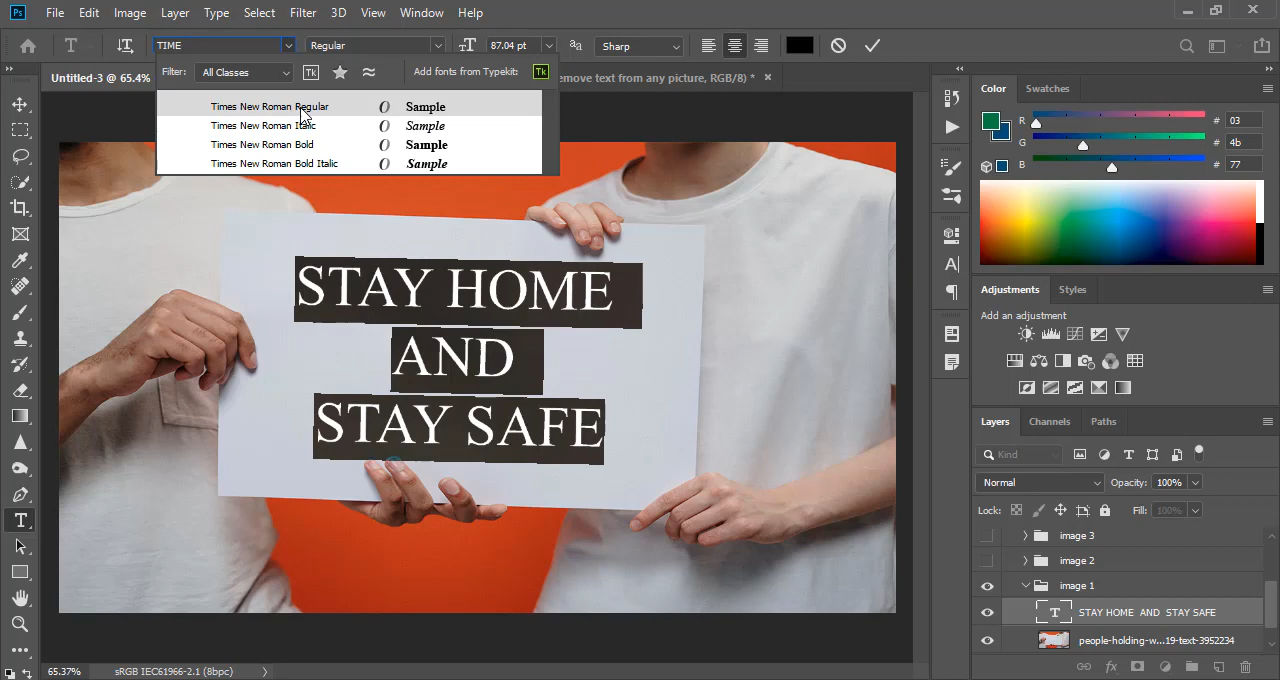 File Edit Image Layer Type Select Filter 3D View Window Help
TIME Regular 87.04 pt Sharp
Filter: All Classes Add fonts from Typekit: Tk
Untitled-3 @ 65.4% emove text from any picture, RGB/8) *
Times New Roman Regular Sample
Times New Roman Italic Sample
Times New Roman Bold Sample
Times New Roman Bold Italic Sample
STAY HOME
AND
STAY SAFE
Color Swatches
R # 03
G # 4b
B # 77
Adjustments Styles
Add an adjustment
Layers Channels Paths
Kind
Normal Opacity: 100%
Lock: Fill: 100%
image 3
image 2
image 1
STAY HOME AND STAY SAFE
people-holding-w...19-text-3952234
65.37% sRGB IEC61966-2.1 (8bpc)